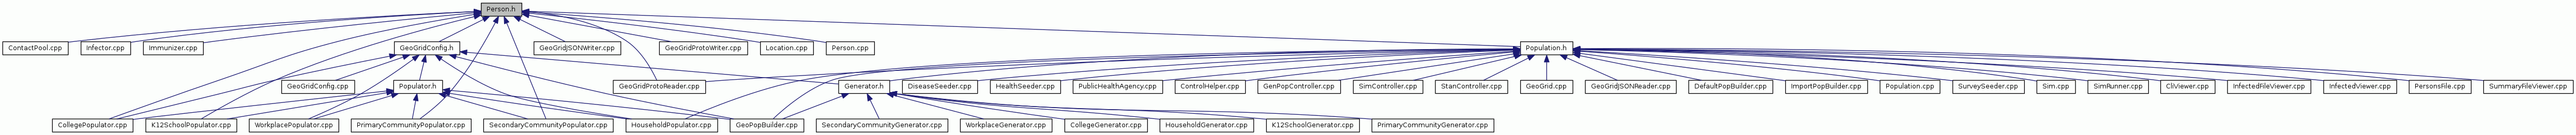 Person.h
ContactPool.cpp
Infector.cpp
Immunizer.cpp
GeoGridConfig.h
GeoGridJSONWriter.cpp
GeoGridProtoWriter.cpp
Location.cpp
Person.cpp
Population.h
GeoGridConfig.cpp
Populator.h
GeoGridProtoReader.cpp
Generator.h
DiseaseSeeder.cpp
HealthSeeder.cpp
PublicHealthAgency.cpp
ControlHelper.cpp
GenPopController.cpp
SimController.cpp
StanController.cpp
GeoGrid.cpp
GeoGridJSONReader.cpp
DefaultPopBuilder.cpp
ImportPopBuilder.cpp
Population.cpp
SurveySeeder.cpp
Sim.cpp
SimRunner.cpp
CliViewer.cpp
InfectedFileViewer.cpp
InfectedViewer.cpp
PersonsFile.cpp
SummaryFileViewer.cpp
CollegePopulator.cpp
K12SchoolPopulator.cpp
WorkplacePopulator.cpp
PrimaryCommunityPopulator.cpp
SecondaryCommunityPopulator.cpp
HouseholdPopulator.cpp
GeoPopBuilder.cpp
SecondaryCommunityGenerator.cpp
WorkplaceGenerator.cpp
CollegeGenerator.cpp
HouseholdGenerator.cpp
K12SchoolGenerator.cpp
PrimaryCommunityGenerator.cpp